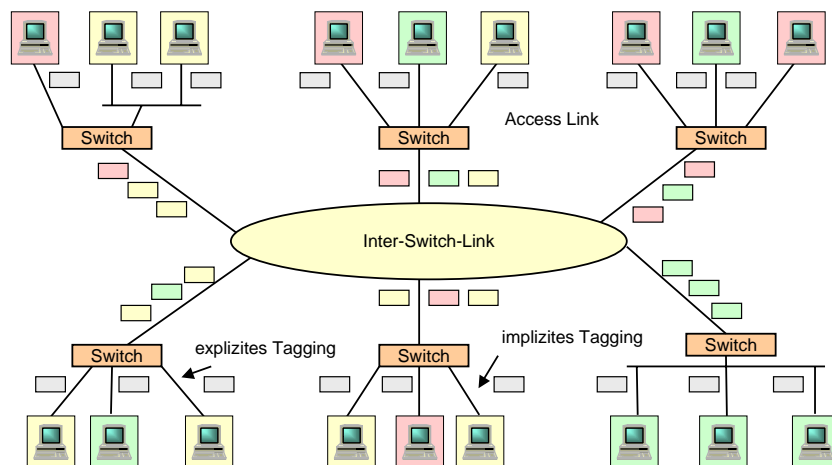 Access Link
Switch
Switch
Switch
Inter-Switch-Link
explizites Tagging
implizites Tagging
Switch
Switch
Switch